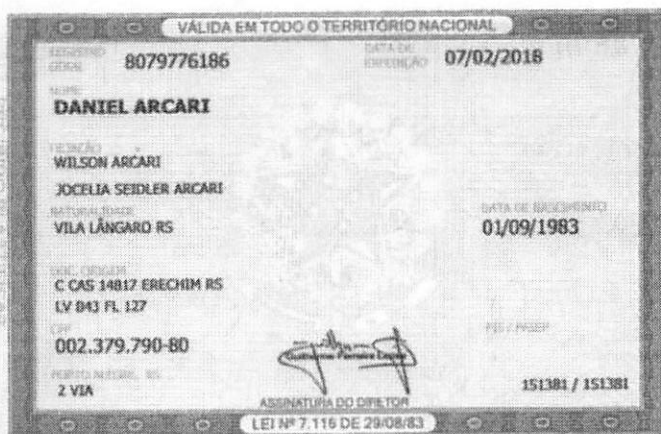 VÁLIDA EM TODO O TERRITÓRIO NACIONAL
REGISTRO GERAL 8079776186 DATA DE EXPEDIÇÃO 07/02/2018
NOME
DANIEL ARCARI
FILIAÇÃO
WILSON ARCARI
JOCELIA SEIDLER ARCARI
NATURALIDADE DATA DE NASCIMENTO
VILA LÂNGARO RS 01/09/1983
DOC. ORIGEM
C CAS 14817 ERECHIM RS
LV B43 FL 127
CPF PIS / PASEP
002.379.790-80
PORTO ALEGRE, RS
2 VIA 151381 / 151381
ASSINATURA DO DIRETOR
LEI Nº 7.116 DE 29/08/83